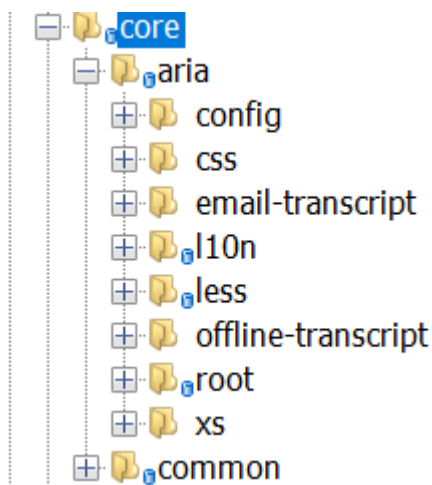 core
aria
config
css
email-transcript
l10n
less
offline-transcript
root
xs
common